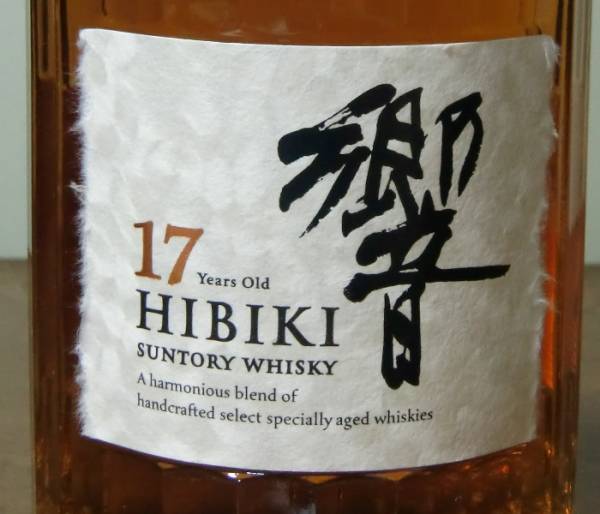 響
17 Years Old
HIBIKI
SUNTORY WHISKY
A harmonious blend of
handcrafted select specially aged whiskies